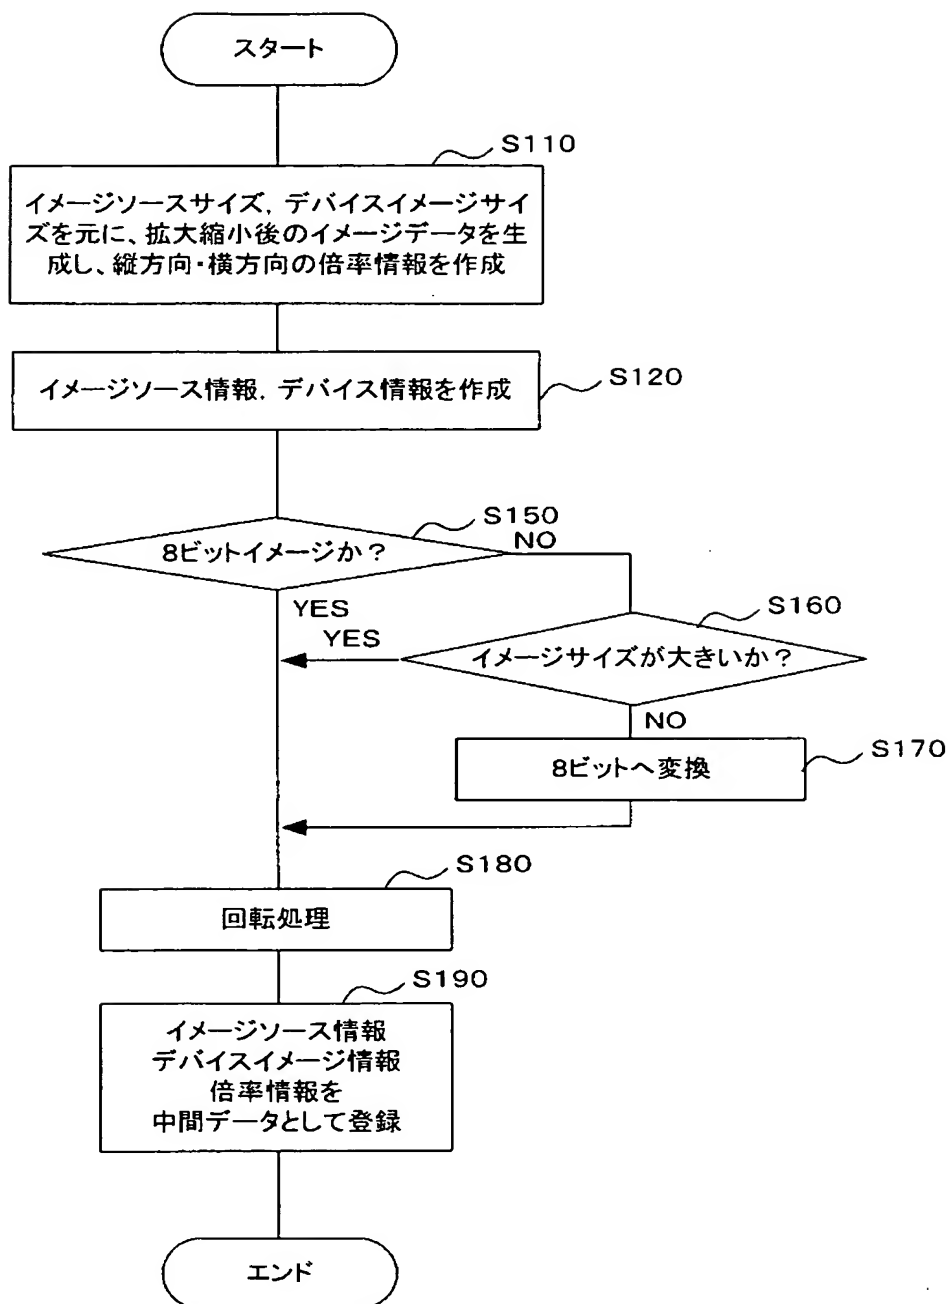 スタート
S110
イメージソースサイズ, デバイスイメージサイ
ズを元に、拡大縮小後のイメージデータを生
成し、縦方向・横方向の倍率情報を作成
S120
イメージソース情報, デバイス情報を作成
S150
8ビットイメージか?
NO
YES
S160
YES
イメージサイズが大きいか?
NO
S170
8ビットへ変換
S180
回転処理
S190
イメージソース情報
デバイスイメージ情報
倍率情報を
中間データとして登録
エンド